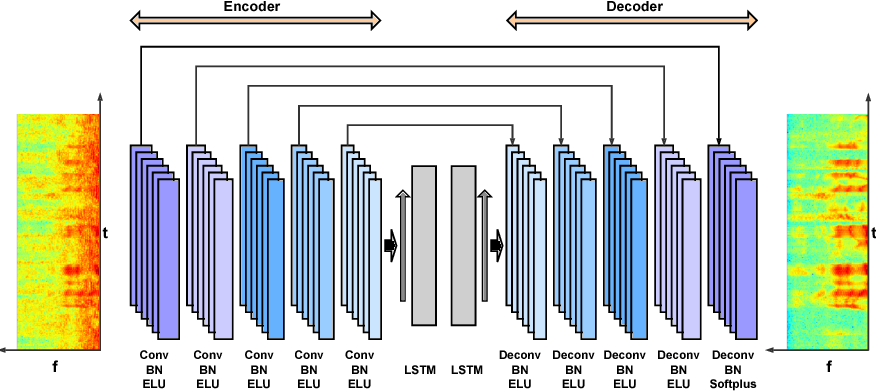 Encoder
Decoder
t
f
Conv
BN
ELU
Conv
BN
ELU
Conv
BN
ELU
Conv
BN
ELU
Conv
BN
ELU
LSTM
LSTM
Deconv
BN
ELU
Deconv
BN
ELU
Deconv
BN
ELU
Deconv
BN
ELU
Deconv
BN
Softplus
t
f